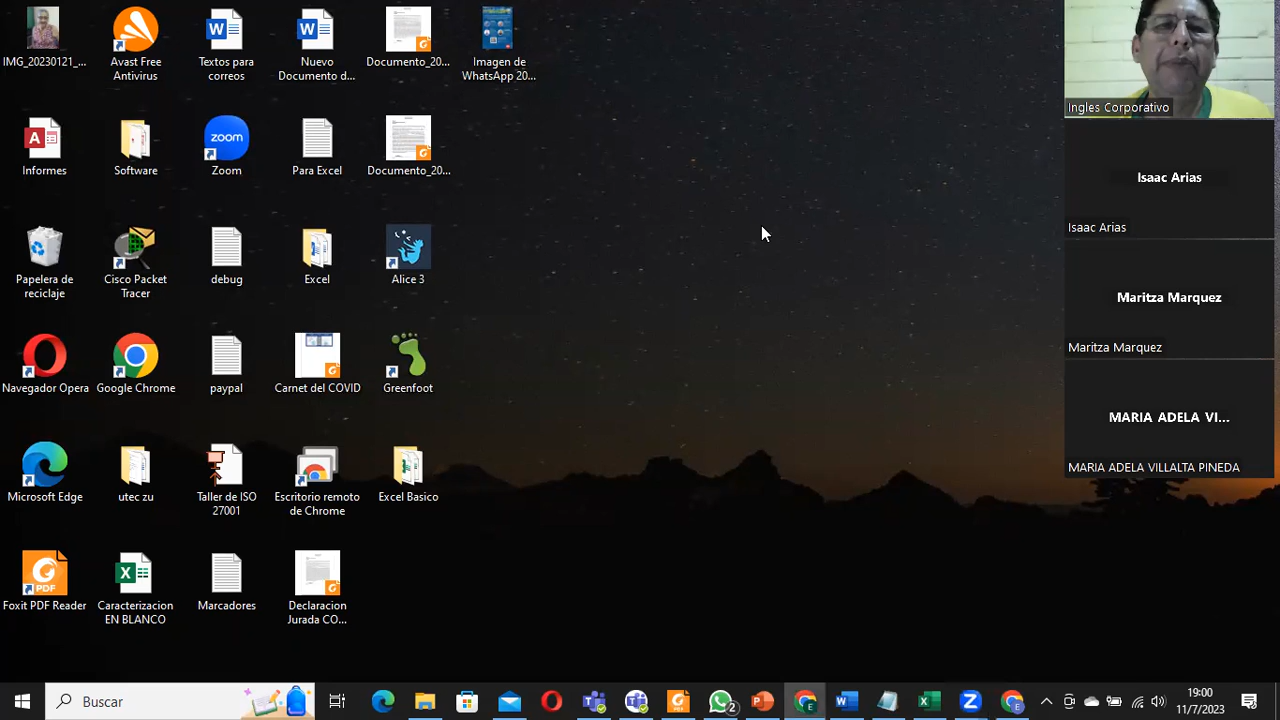 IMG_20230121_...
Avast Free
Antivirus
Textos para
correos
Nuevo
Documento d...
Documento_20...
Imagen de
WhatsApp 20...
Informes
Software
zoom
Zoom
Para Excel
Documento_20...
Papelera de
reciclaje
Cisco Packet
Tracer
debug
Excel
Alice 3
Navegador Opera
Google Chrome
paypal
Carnet del COVID
Greenfoot
Microsoft Edge
utec zu
Taller de ISO
27001
Escritorio remoto
de Chrome
Excel Basico
PDF
Foxit PDF Reader
Caracterizacion
EN BLANCO
Marcadores
Declaracion
Jurada CO...
Ingles Corporativo
Isaac Arias
Isaac Arias
Maritza Marquez
Maritza Marquez
MARIA ADELA VI...
MARIA ADELA VILLALTA PINEDA
Buscar
19:00
11/7/2023